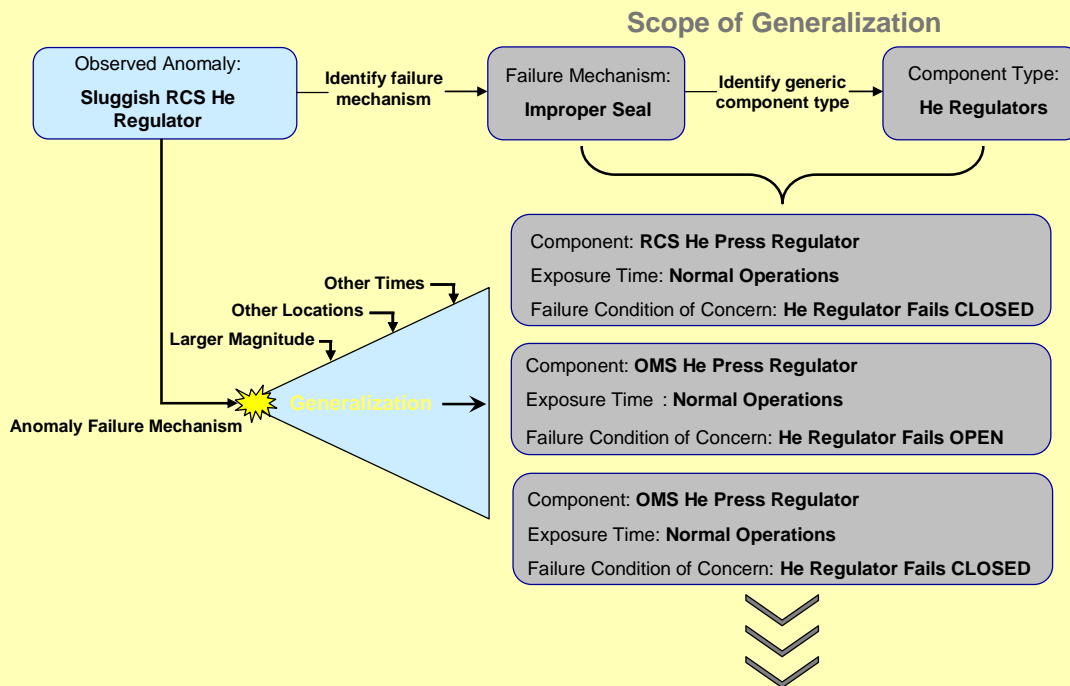 Scope of Generalization
Observed Anomaly:
Sluggish RCS He
Regulator
Identify failure
mechanism
Failure Mechanism:
Improper Seal
Identify generic
component type
Component Type:
He Regulators
Component: RCS He Press Regulator
Exposure Time: Normal Operations
Failure Condition of Concern: He Regulator Fails CLOSED
Other Times
Other Locations
Larger Magnitude
Generalization
Anomaly Failure Mechanism
Component: OMS He Press Regulator
Exposure Time : Normal Operations
Failure Condition of Concern: He Regulator Fails OPEN
Component: OMS He Press Regulator
Exposure Time: Normal Operations
Failure Condition of Concern: He Regulator Fails CLOSED